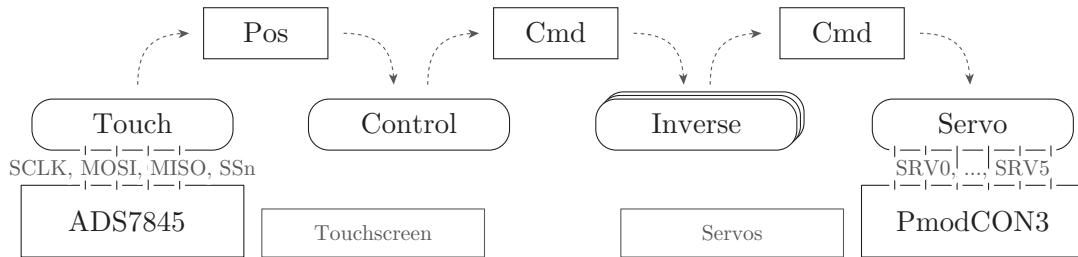 Pos Cmd Cmd
Touch Control Inverse Servo
SCLK, MOSI, MISO, SSn SRV0, ..., SRV5
ADS7845 Touchscreen Servos PmodCON3